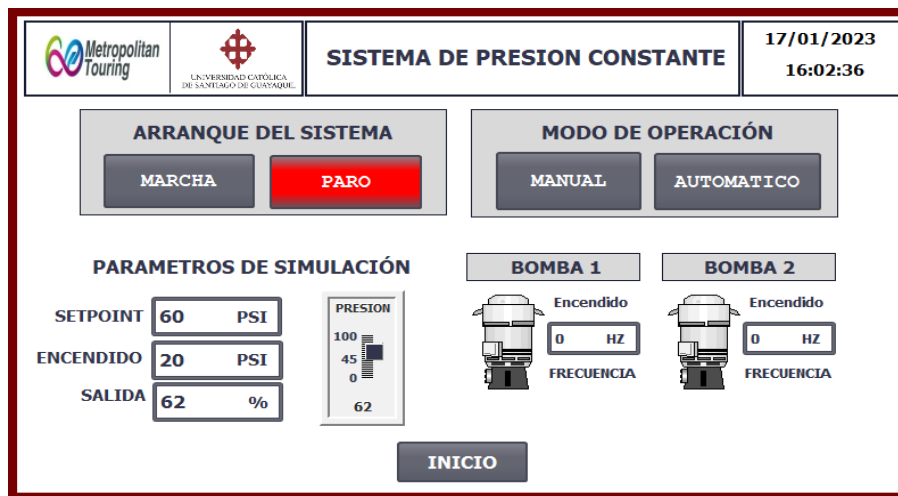 Metropolitan
Touring
UNIVERSIDAD CATÓLICA
DE SANTIAGO DE GUAYAQUIL
SISTEMA DE PRESION CONSTANTE
17/01/2023
16:02:36
ARRANQUE DEL SISTEMA
MARCHA
PARO
MODO DE OPERACIÓN
MANUAL
AUTOMATICO
PARAMETROS DE SIMULACIÓN
SETPOINT 60 PSI
ENCENDIDO 20 PSI
SALIDA 62 %
PRESION
100
45
0
62
BOMBA 1
Encendido
0 HZ
FRECUENCIA
BOMBA 2
Encendido
0 HZ
FRECUENCIA
INICIO